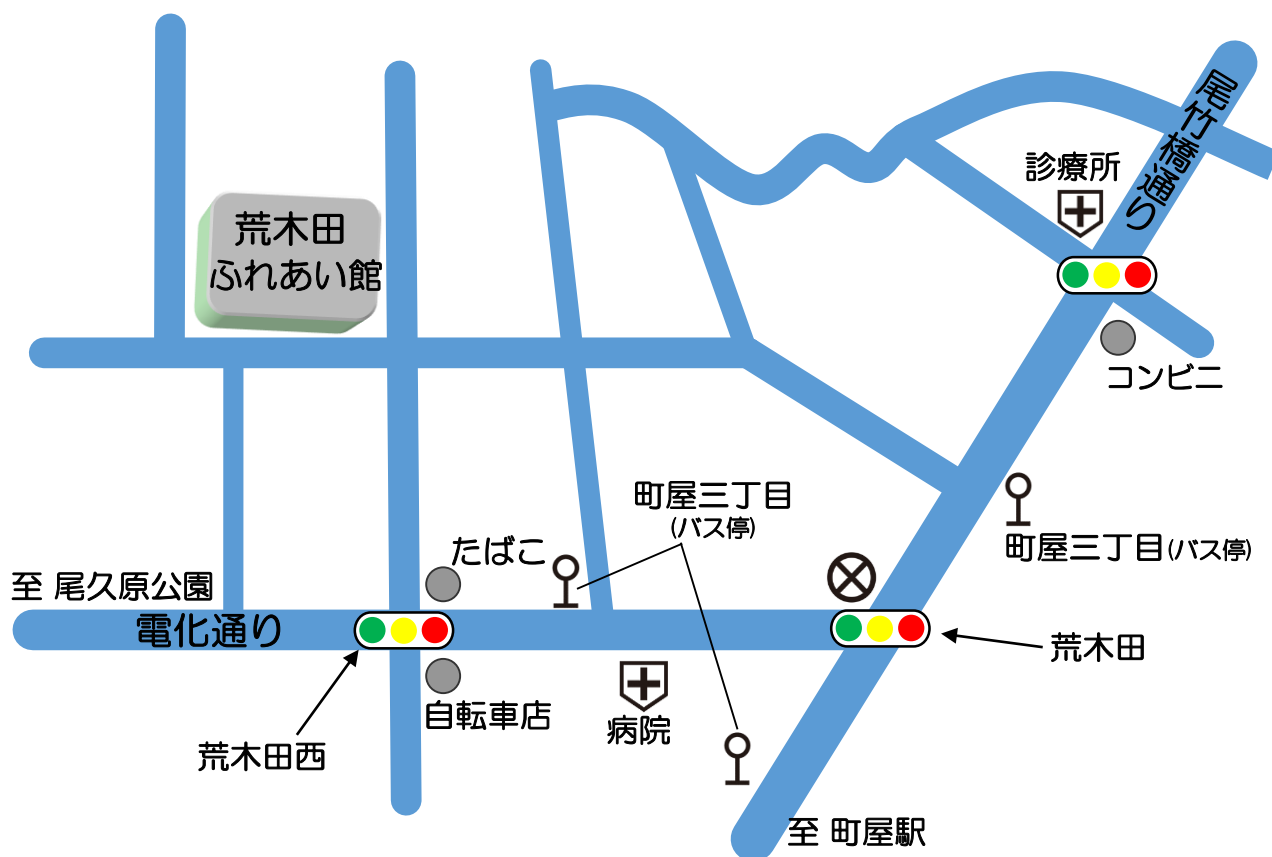 尾竹橋通り
診療所
荒木田
ふれあい館
コンビニ
町屋三丁目
(バス停)
町屋三丁目(バス停)
たばこ
至 尾久原公園
電化通り
荒木田
自転車店
病院
荒木田西
至 町屋駅